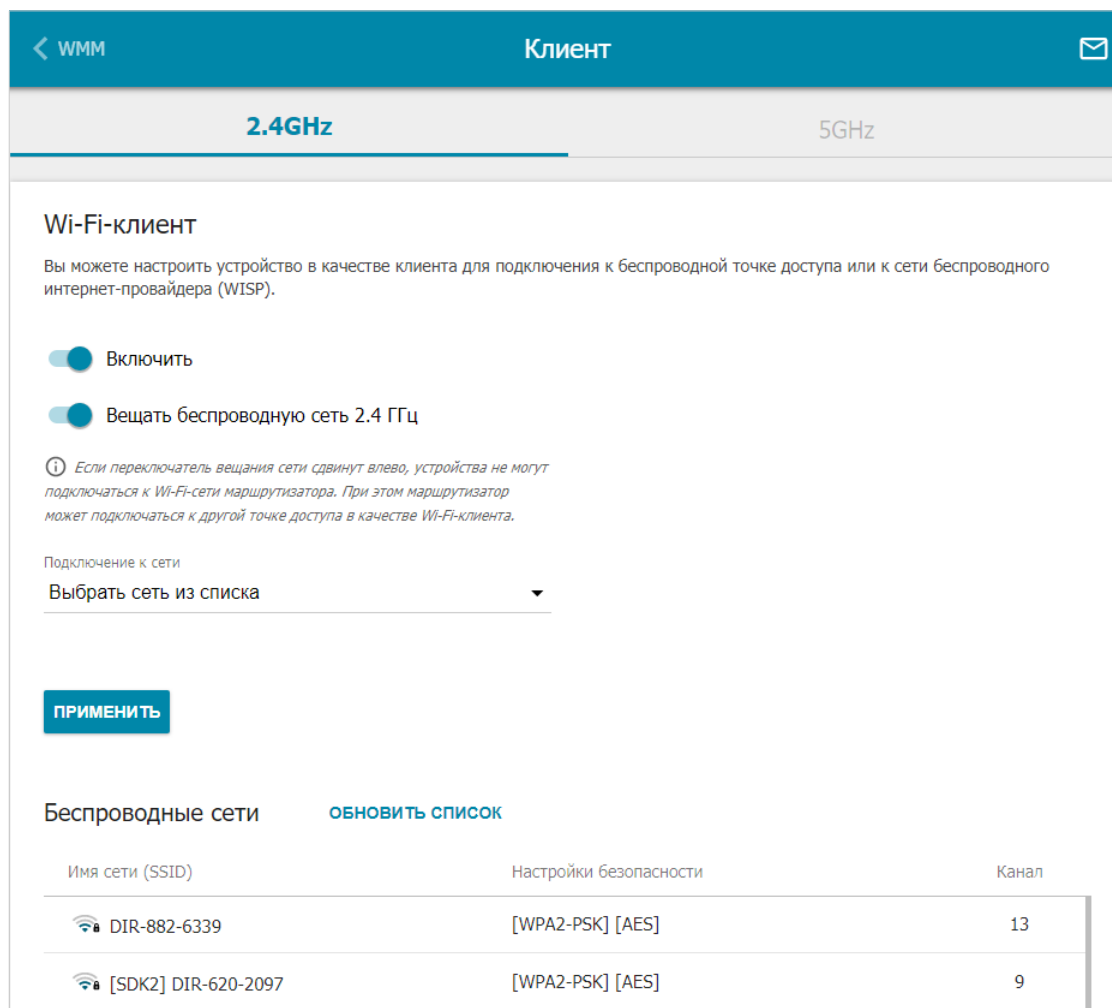 WMM
Клиент
2.4GHz
5GHz
Wi-Fi-клиент
Вы можете настроить устройство в качестве клиента для подключения к беспроводной точке доступа или к сети беспроводного
интернет-провайдера (WISP).
Включить
Вещать беспроводную сеть 2.4 ГГц
Если переключатель вещания сети сдвинут влево, устройства не могут
подключаться к Wi-Fi-сети маршрутизатора. При этом маршрутизатор
может подключаться к другой точке доступа в качестве Wi-Fi-клиента.
Подключение к сети
Выбрать сеть из списка
ПРИМЕНИТЬ
Беспроводные сети ОБНОВИТЬ СПИСОК
Имя сети (SSID) Настройки безопасности Канал
DIR-882-6339 [WPA2-PSK] [AES] 13
[SDK2] DIR-620-2097 [WPA2-PSK] [AES] 9